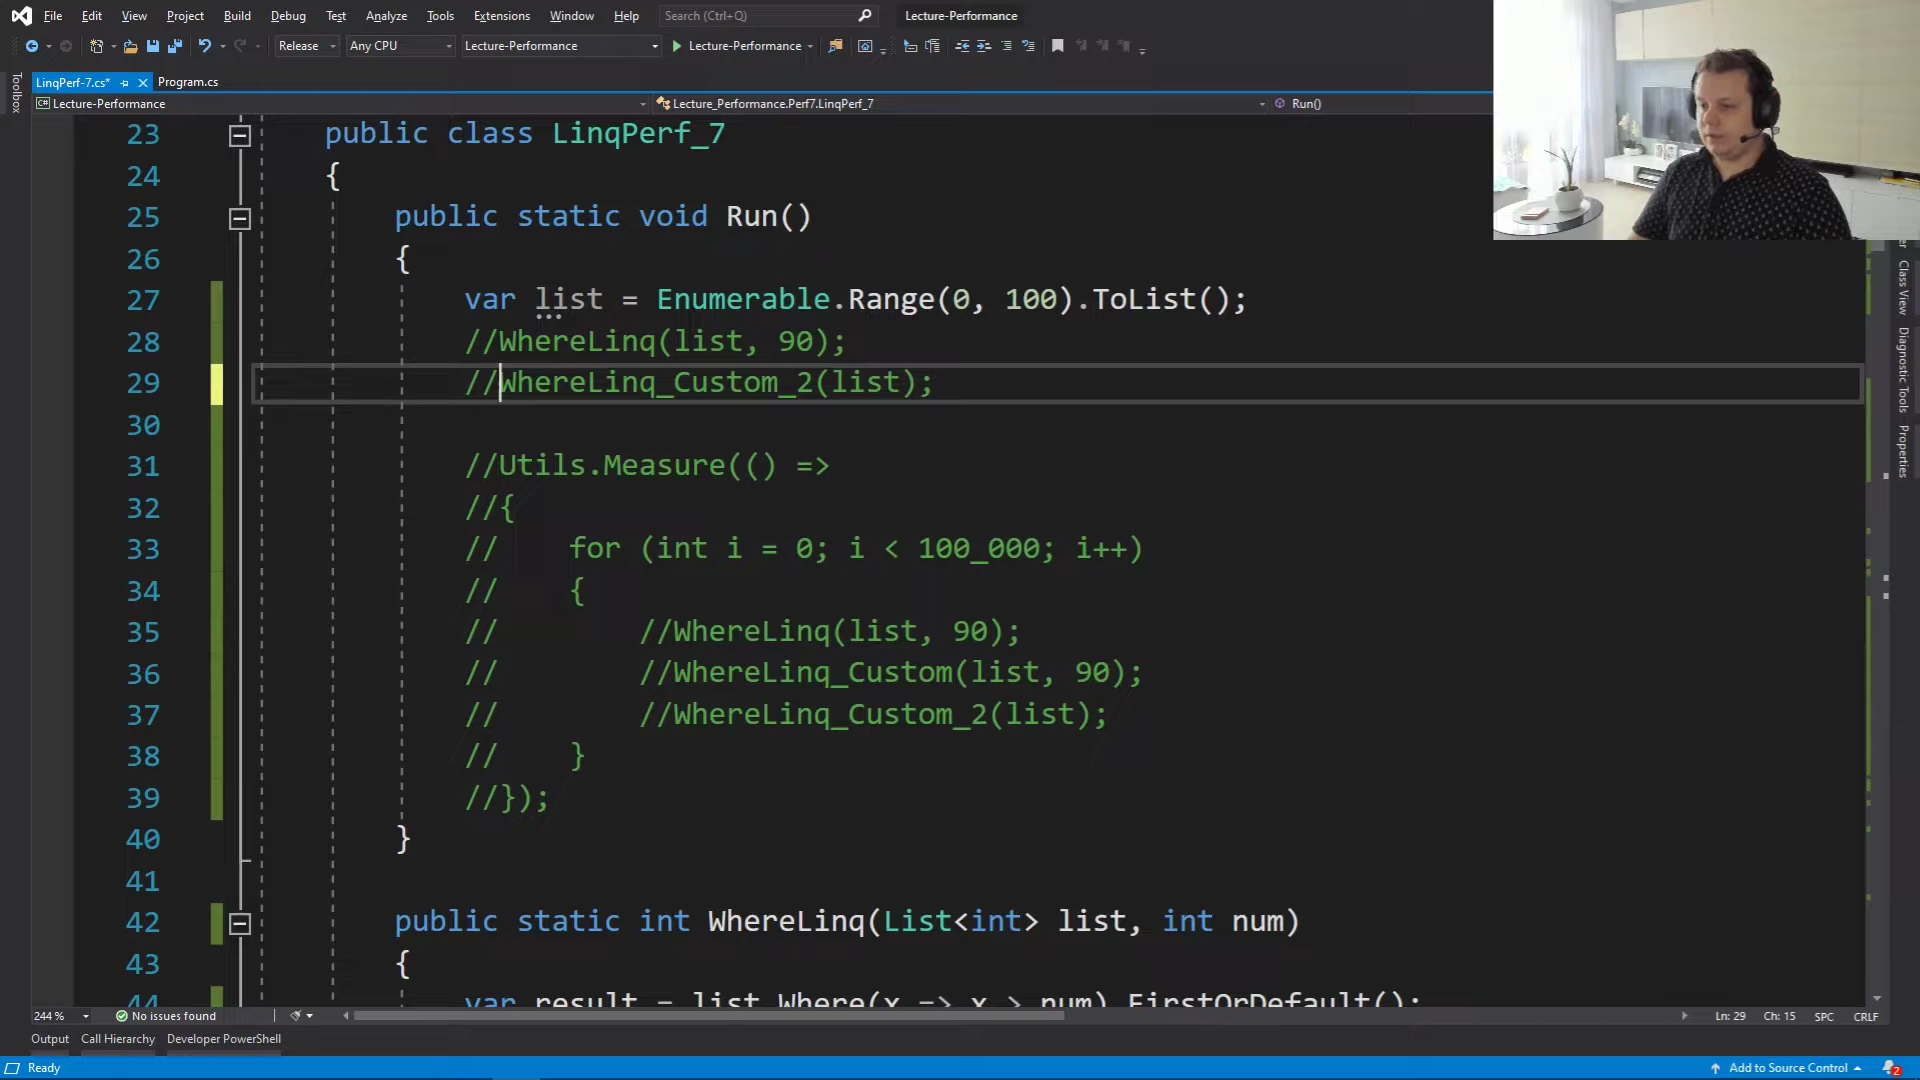 File Edit View Project Build Debug Test Analyze Tools Extensions Window Help Search (Ctrl+Q) Lecture-Performance
Release Any CPU Lecture-Performance Lecture-Performance
LinqPerf-7.cs* Program.cs
Lecture-Performance Lecture_Performance.Perf7.LinqPerf_7 Run()
Toolbox
Class View
Diagnostic Tools
Properties
23 public class LinqPerf_7
24 {
25 public static void Run()
26 {
27 var list = Enumerable.Range(0, 100).ToList();
28 //WhereLinq(list, 90);
29 //WhereLinq_Custom_2(list);
30
31 //Utils.Measure(() =>
32 //{
33 // for (int i = 0; i < 100_000; i++)
34 // {
35 // //WhereLinq(list, 90);
36 // //WhereLinq_Custom(list, 90);
37 // //WhereLinq_Custom_2(list);
38 // }
39 //});
40 }
41
42 public static int WhereLinq(List<int> list, int num)
43 {
44 var result = list.Where(x => x > num).FirstOrDefault();
244 % No issues found Ln: 29 Ch: 15 SPC CRLF
Output Call Hierarchy Developer PowerShell
Ready Add to Source Control 2